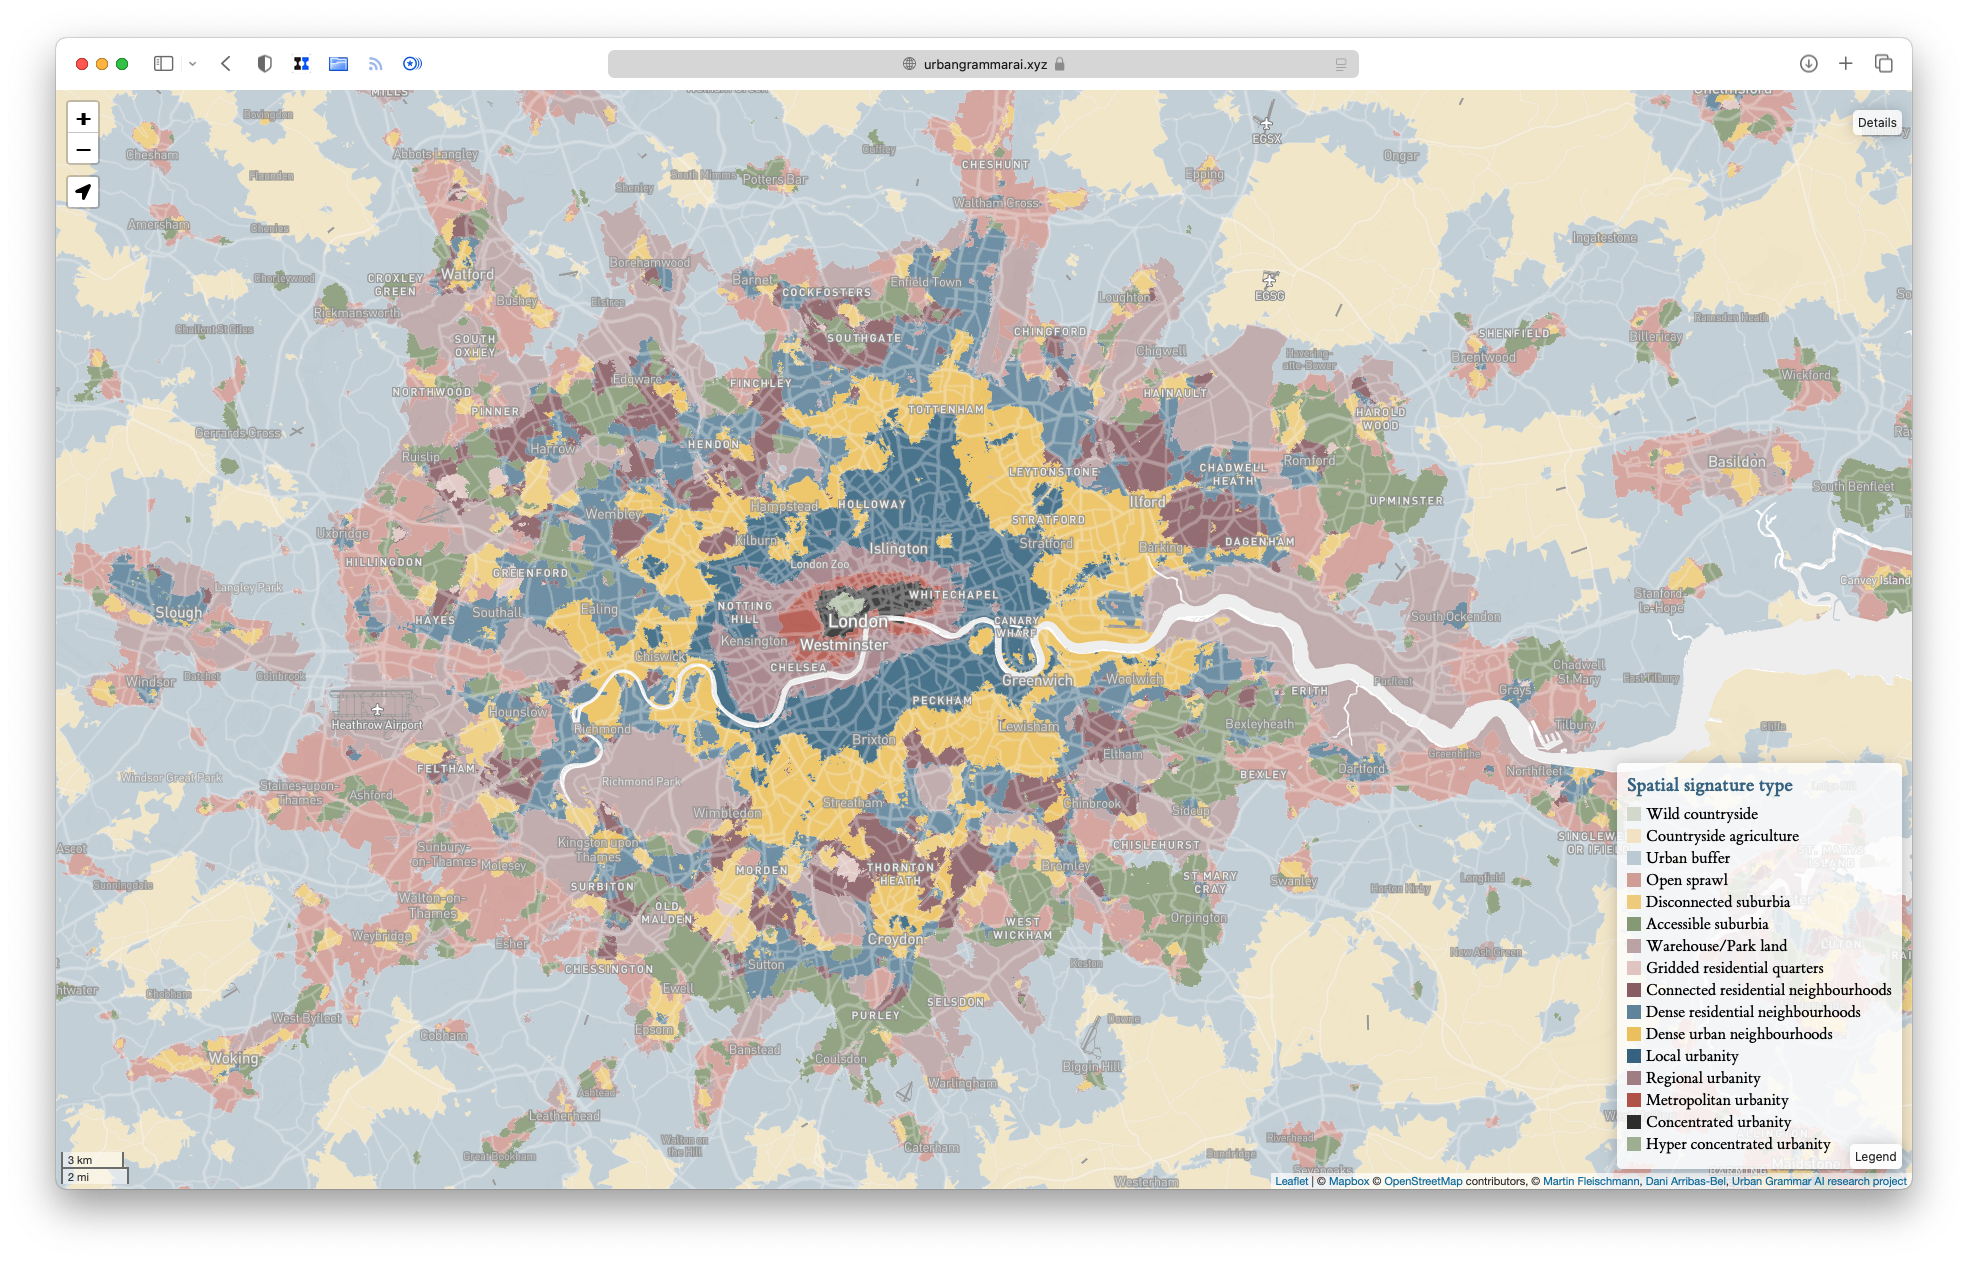 urbangrammarai.xyz
+
−
Details
Bovingdon
Chesham
Flaunden
Abbots Langley
Cuffley
CHESHUNT
EGSX
Ongar
Shenley
South Mimms
Potters Bar
Epping
Waltham Cross
Amersham
Chenies
Ingatestone
Chorleywood
CROXLEY
GREEN
Watford
Borehamwood
Barnet
COCKFOSTERS
Enfield Town
Loughton
EGSG
Rickmansworth
Bushey
Elstree
Chalfont St Giles
SOUTH
OXHEY
SOUTHGATE
CHINGFORD
Chigwell
Havering-
atte-Bower
SHENFIELD
Brentwood
Billericay
Ramsden Heath
NORTHWOOD
PINNER
Edgware
FINCHLEY
TOTTENHAM
HAINAULT
HAROLD
WOOD
Wickford
Gerrards Cross
Ruislip
Harrow
HENDON
LEYTONSTONE
CHADWELL
HEATH
Romford
Basildon
South Benfleet
Uxbridge
Wembley
Hampstead
HOLLOWAY
Ilford
UPMINSTER
STRATFORD
Stratford
HILLINGDON
Kilburn
Islington
Barking
DAGENHAM
London Zoo
Langley Park
GREENFORD
Canvey Island
Slough
HAYES
Southall
Ealing
NOTTING
HILL
WHITECHAPEL
Stanford-
le-Hope
South Ockendon
London
CANARY
WHARF
Kensington
Westminster
Chiswick
CHELSEA
Windsor
Datchet
Colnbrook
Greenwich
Woolwich
ERITH
Purfleet
Chadwell
St Mary
East Tilbury
Grays
Heathrow Airport
Hounslow
Richmond
PECKHAM
Brixton
Lewisham
Bexleyheath
Tilbury
Cliffe
Eltham
Greenhithe
FELTHAM
Windsor Great Park
Staines-upon-
Thames
Ashford
Richmond Park
BEXLEY
Dartford
Northfleet
Wimbledon
Streatham
Chinbrook
Sidcup
Ascot
Sunningdale
Sunbury-
on-Thames
Molesey
Kingston upon
Thames
MORDEN
THORNTON
HEATH
CHISLEHURST
Bromley
ST MARY
CRAY
Swanley
Horton Kirby
Longfield
SURBITON
Walton-on-
Thames
OLD
MALDEN
Orpington
WEST
WICKHAM
Weybridge
Esher
Croydon
CHESSINGTON
Sutton
Keston
New Ash Green
Chobham
Ewell
SELSDON
West Byfleet
Epsom
PURLEY
Downe
Cobham
Banstead
Coulsdon
Biggin Hill
Woking
Ashtead
Warlingham
Leatherhead
Great Bookham
Walton on
the Hill
Caterham
Riverhead
Sundridge
Sevenoaks
Westerham
Spatial signature type
Wild countryside
Countryside agriculture
Urban buffer
Open sprawl
Disconnected suburbia
Accessible suburbia
Warehouse/Park land
Gridded residential quarters
Connected residential neighbourhoods
Dense residential neighbourhoods
Dense urban neighbourhoods
Local urbanity
Regional urbanity
Metropolitan urbanity
Concentrated urbanity
Hyper concentrated urbanity
Legend
3 km
2 mi
Leaflet | © Mapbox © OpenStreetMap contributors, © Martin Fleischmann, Dani Arribas-Bel, Urban Grammar AI research project